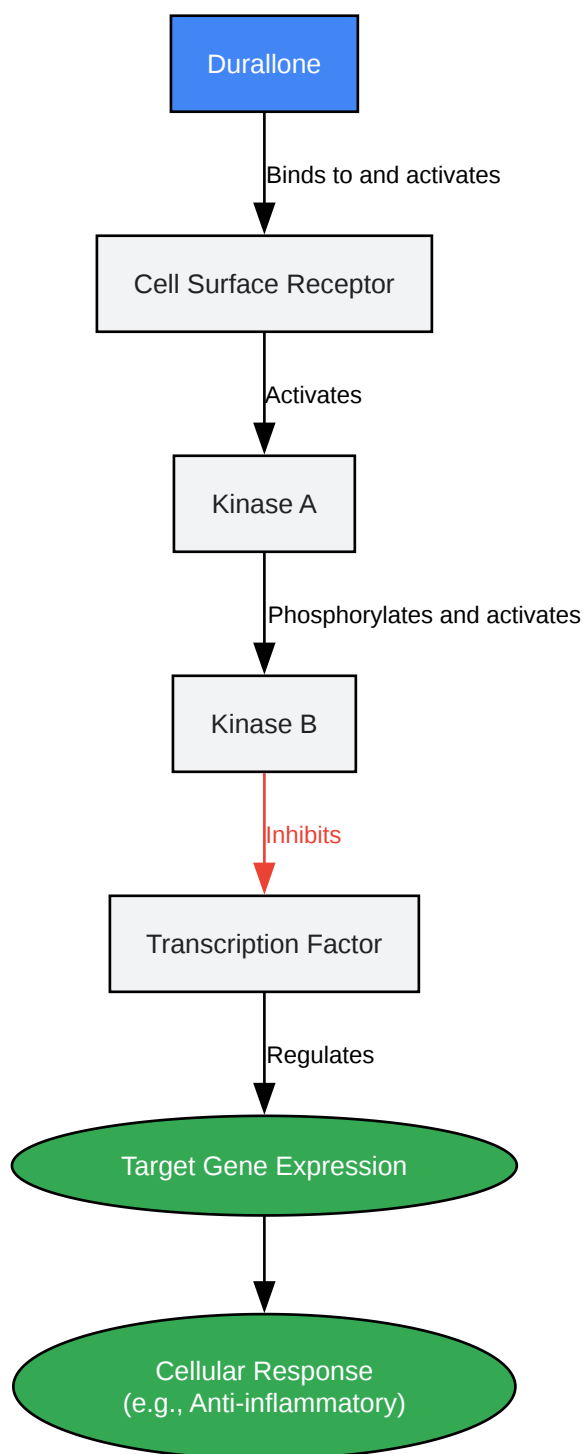 Durallone
Binds to and activates
Cell Surface Receptor
Activates
Kinase A
Phosphorylates and activates
Kinase B
Inhibits
Transcription Factor
Regulates
Target Gene Expression
Cellular Response
(e.g., Anti-inflammatory)